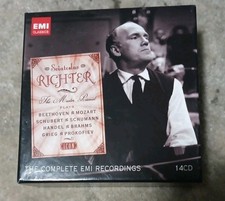 EMI
CLASSICS
Sviatoslav
RICHTER
The Master Pianist
PLAYS
BEETHOVEN MOZART
SCHUBERT SCHUMANN
HANDEL BRAHMS
GRIEG PROKOFIEV
ICON
THE COMPLETE EMI RECORDINGS
14CD